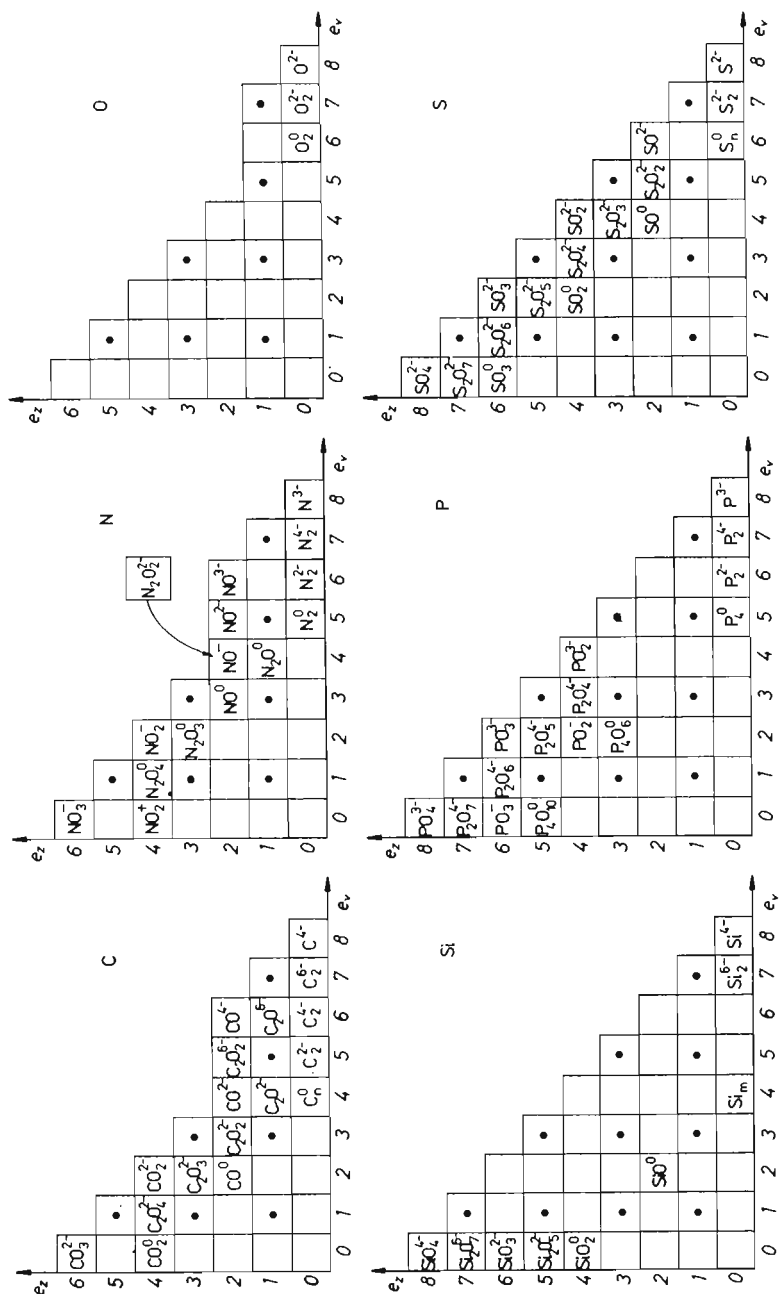 C
e_z
6 CO₃²⁻
5 •
4 CO₂⁰ C₂O₄²⁻ CO₂²⁻
3 • C₂O₃²⁻ •
2 CO⁰ C₂O₂²⁻ CO²⁻ C₂O₂⁶⁻ CO⁴⁻
1 • • C₂O²⁻ • C₂O⁶⁻ •
0 Cₙ⁰ C₂²⁻ C₂⁴⁻ C₂⁶⁻ C⁴⁻
0 1 2 3 4 5 6 7 8 e_v
N
N₂O₂²⁻
e_z
6 NO₃⁻
5 •
4 NO₂⁺ N₂O₄⁰ NO₂⁻
3 • N₂O₃⁰ •
2 NO⁰ NO⁻ NO²⁻ NO³⁻
1 • • N₂O⁰ • •
0 N₂⁰ N₂²⁻ N₂⁴⁻ N³⁻
0 1 2 3 4 5 6 7 8 e_v
O
e_z
6
5 •
4
3 • •
2
1 • • • •
0 O₂⁰ O₂²⁻ O²⁻
0 1 2 3 4 5 6 7 8 e_v
Si
e_z
8 SiO₄⁴⁻
7 Si₂O₇⁶⁻ •
6 SiO₃²⁻
5 Si₂O₅²⁻ • •
4 SiO₂⁰
3 • • •
2 SiO⁰
1 • • • •
0 Siₘ Si₂⁶⁻ Si⁴⁻
0 1 2 3 4 5 6 7 8 e_v
P
e_z
8 PO₄³⁻
7 P₂O₇⁴⁻ •
6 PO₃⁻ P₂O₆⁴⁻ PO₃³⁻
5 P₄O₁₀⁰ • P₂O₅⁴⁻ •
4 PO₂⁻ P₂O₄⁴⁻ PO₂³⁻
3 • P₄O₆⁰ • •
2
1 • • • •
0 P₄⁰ P₂²⁻ P₂⁴⁻ P³⁻
0 1 2 3 4 5 6 7 8 e_v
S
e_z
8 SO₄²⁻
7 S₂O₇²⁻ •
6 SO₃⁰ S₂O₆²⁻ SO₃²⁻
5 • S₂O₅²⁻ •
4 SO₂⁰ S₂O₄²⁻ SO₂²⁻
3 • • S₂O₃²⁻ •
2 SO⁰ S₂O₂²⁻ SO²⁻
1 • • • •
0 Sₙ⁰ S₂²⁻ S²⁻
0 1 2 3 4 5 6 7 8 e_v